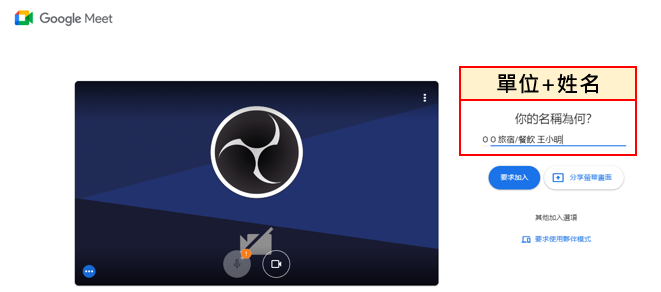 Google Meet
單位+姓名
你的名稱為何?
ＯＯ旅宿/餐飲 王小明
要求加入
分享螢幕畫面
其他加入選項
要求使用夥伴模式
!